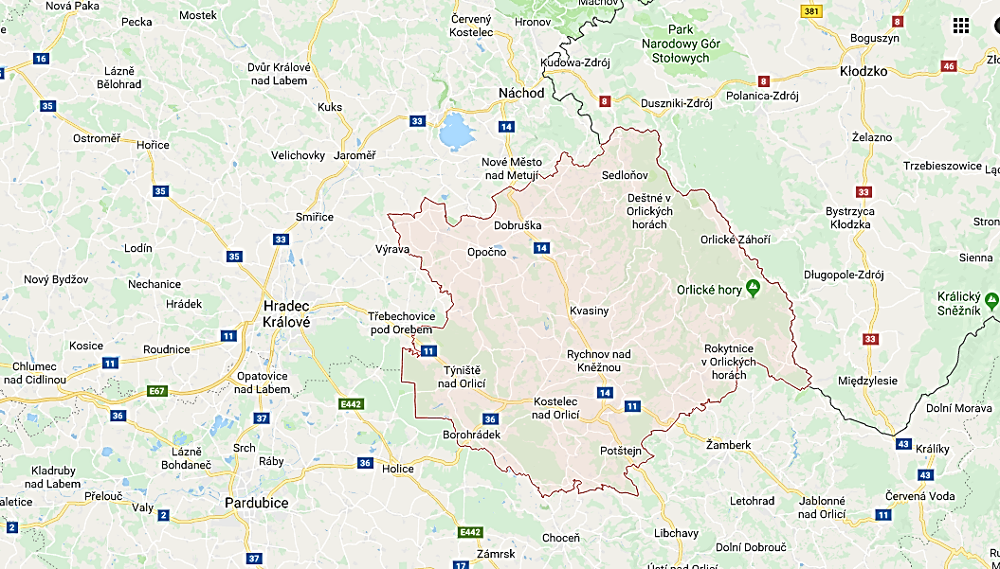 Nová Paka
Mostek
Pecka
Červený
Kostelec
Hronov
Machov
381
8
Park
Narodowy Gór
Stołowych
Boguszyn
16
Lázně
Bělohrad
Dvůr Králové
nad Labem
Kudowa-Zdrój
Kłodzko
46
35
Kuks
Náchod
8
8
Duszniki-Zdrój
Polanica-Zdrój
33
14
Ostroměř
Hořice
Velichovky
Jaroměř
Żelazno
Nové Město
nad Metují
Sedloňov
Trzebieszowice
35
Deštné v
Orlických
horách
33
Smiřice
Dobruška
Bystrzyca
Kłodzka
33
Orlické Záhoří
Lodín
35
Výrava
Opočno
14
Sienna
Nový Bydžov
Nechanice
Długopole-Zdrój
Orlické hory
Hrádek
Hradec
Králové
Třebechovice
pod Orebem
Kvasiny
Králický
Sněžník
11
33
Kosice
Roudnice
11
Rychnov nad
Kněžnou
Rokytnice
v Orlických
horách
11
Chlumec
nad Cidlinou
Opatovice
nad Labem
Týniště
nad Orlicí
Międzylesie
E67
14
E442
Kostelec
nad Orlicí
11
Dolní Morava
36
37
36
Borohrádek
Srch
Ráby
Lázně
Bohdaneč
36
Holice
Potštejn
Žamberk
43
Králíky
Kladruby
nad Labem
43
Přelouč
Pardubice
Letohrad
Jablonné
nad Orlicí
Červená Voda
Valy
2
2
11
E442
Choceň
Libchavy
Dolní Dobrouč
37
Zámrsk
17